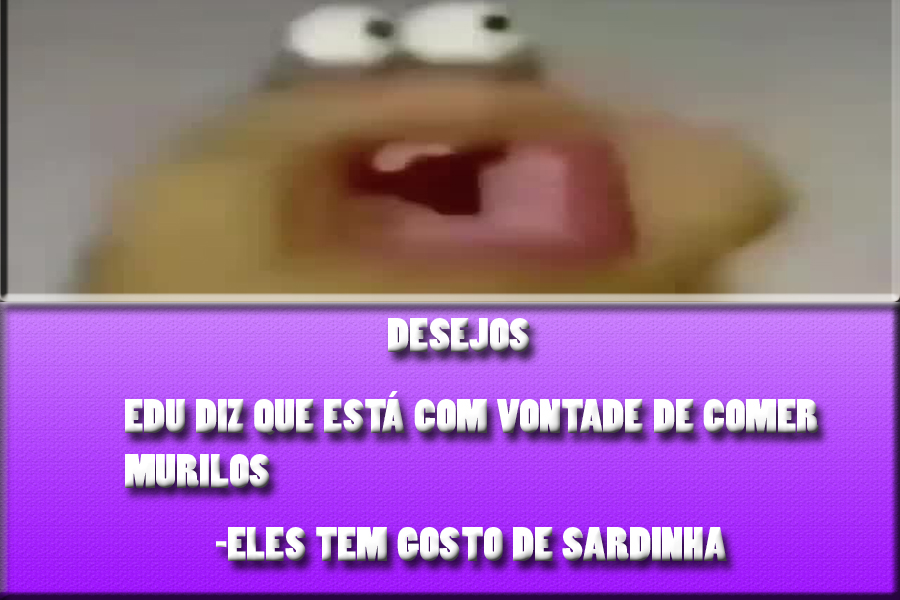 DESEJOS
EDU DIZ QUE ESTÁ COM VONTADE DE COMER
MURILOS
-ELES TEM GOSTO DE SARDINHA